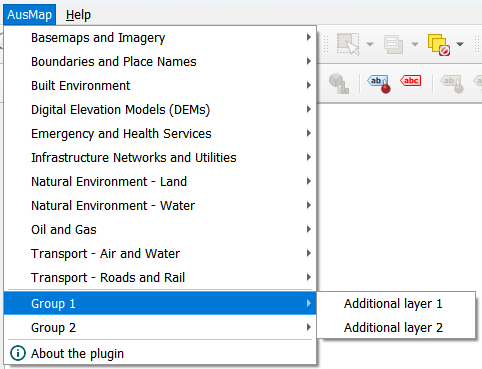 AusMap Help
Basemaps and Imagery
Boundaries and Place Names
Built Environment
Digital Elevation Models (DEMs)
Emergency and Health Services
Infrastructure Networks and Utilities
Natural Environment - Land
Natural Environment - Water
Oil and Gas
Transport - Air and Water
Transport - Roads and Rail
Group 1
Additional layer 1
Group 2
Additional layer 2
About the plugin
ab
abc
ab